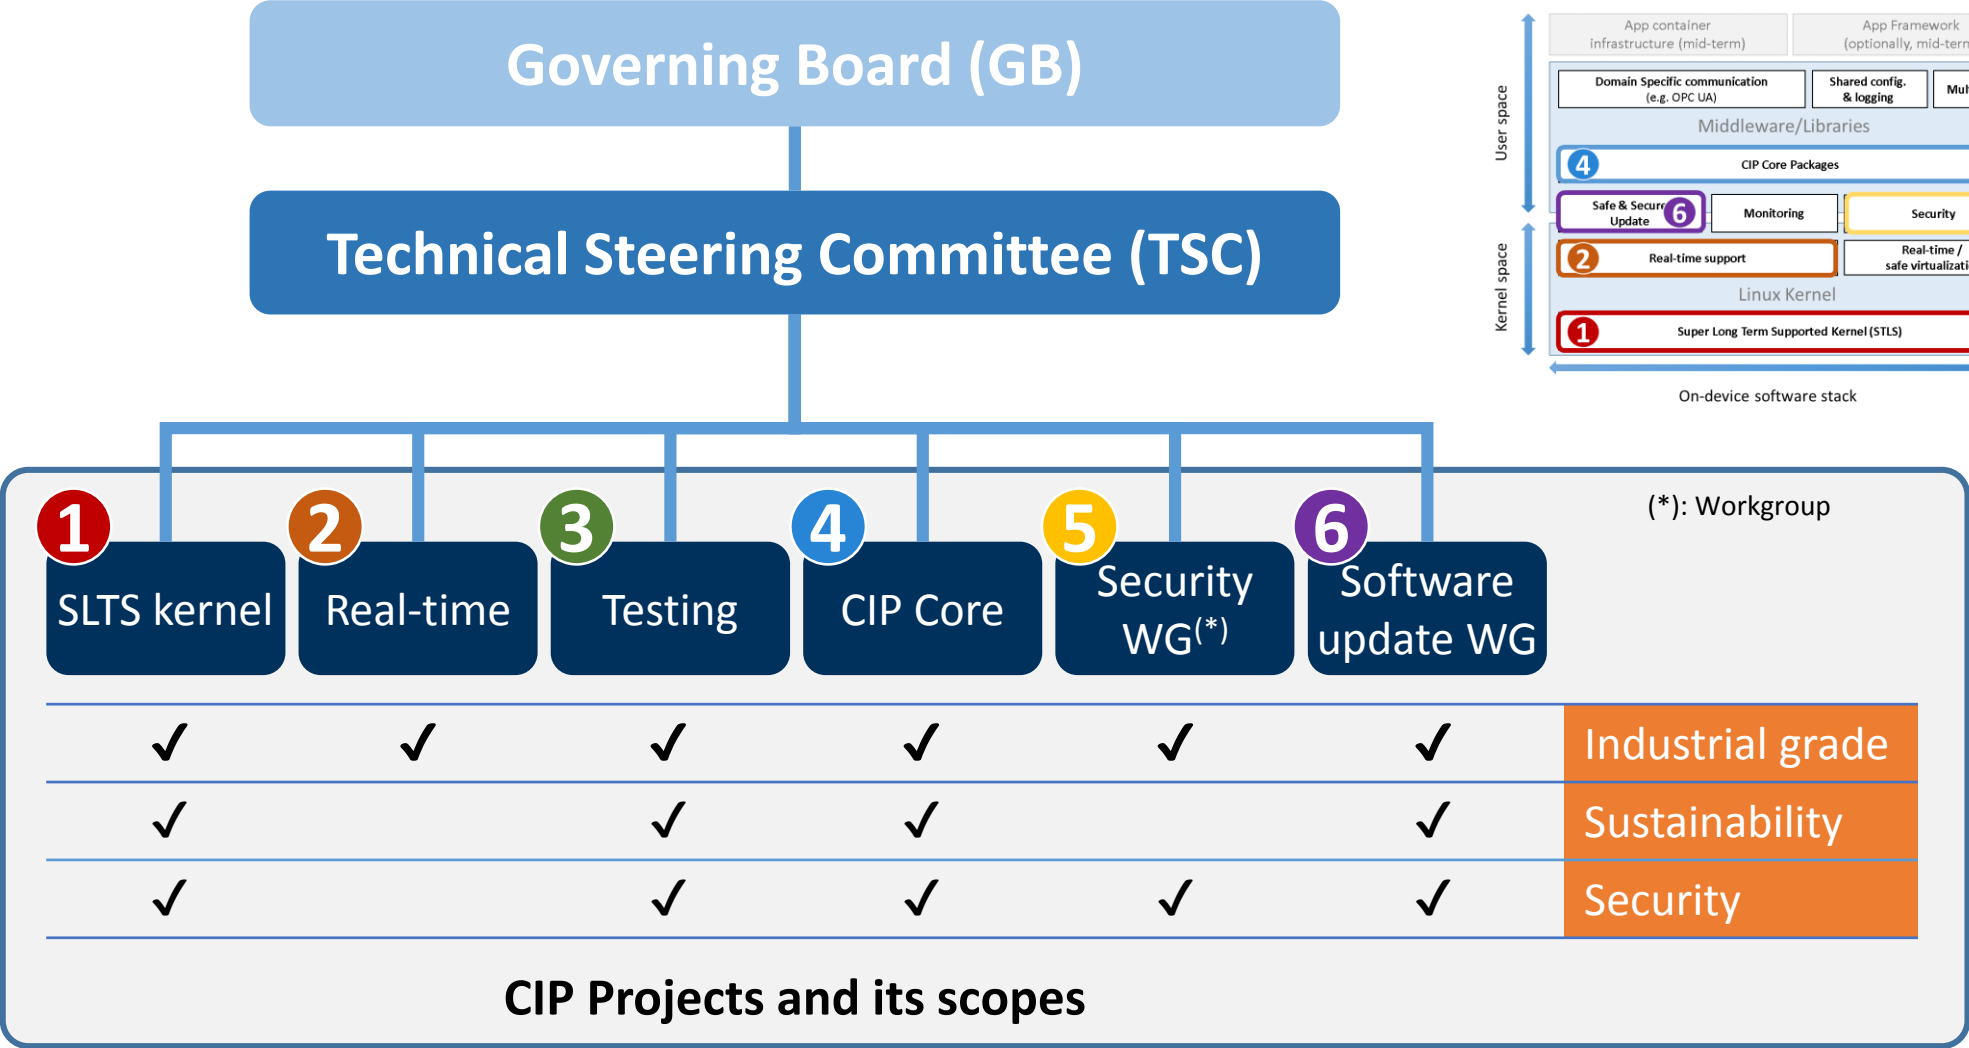 Governing Board (GB)
Technical Steering Committee (TSC)
App container
infrastructure (mid-term)
App Framework
(optionally, mid-term
Domain Specific communication
(e.g. OPC UA)
Shared config.
& logging
Middleware/Libraries
User space
4
CIP Core Packages
Safe & Secure
Update
6
Monitoring
Security
Kernel space
2
Real-time support
Real-time /
Linux Kernel
1
Super Long Term Supported Kernel (STLS)
On-device software stack
(*): Workgroup
1
SLTS kernel
2
Real-time
3
Testing
4
CIP Core
5
Security
WG(*)
6
Software
update WG
✓ ✓ ✓ ✓ ✓ ✓ Industrial grade
✓ ✓ ✓ ✓ Sustainability
✓ ✓ ✓ ✓ ✓ Security
CIP Projects and its scopes